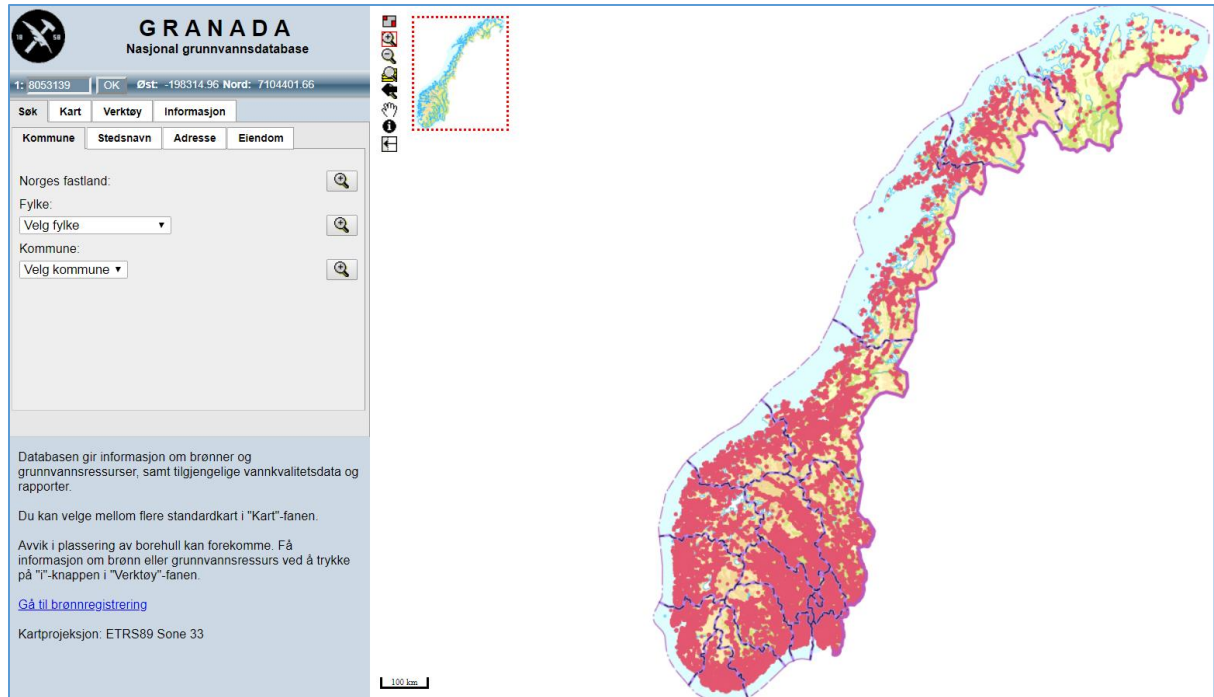 18 58
GRANADA
Nasjonal grunnvannsdatabase
1: 8053139 OK Øst: -198314.96 Nord: 7104401.66
Søk Kart Verktøy Informasjon
Kommune Stedsnavn Adresse Eiendom
Norges fastland:
Fylke:
Velg fylke
Kommune:
Velg kommune
Databasen gir informasjon om brønner og
grunnvannsressurser, samt tilgjengelige vannkvalitetsdata og
rapporter.
Du kan velge mellom flere standardkart i "Kart"-fanen.
Avvik i plassering av borehull kan forekomme. Få
informasjon om brønn eller grunnvannsressurs ved å trykke
på "i"-knappen i "Verktøy"-fanen.
Gå til brønnregistrering
Kartprojeksjon: ETRS89 Sone 33
100 km